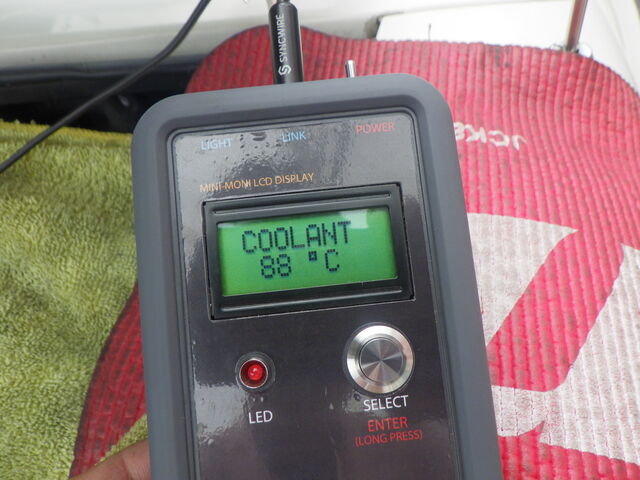 SYNCWIRE
LIGHT LINK POWER
MINI-MONI LCD DISPLAY
COOLANT
88 °C
LED
SELECT
ENTER
(LONG PRESS)